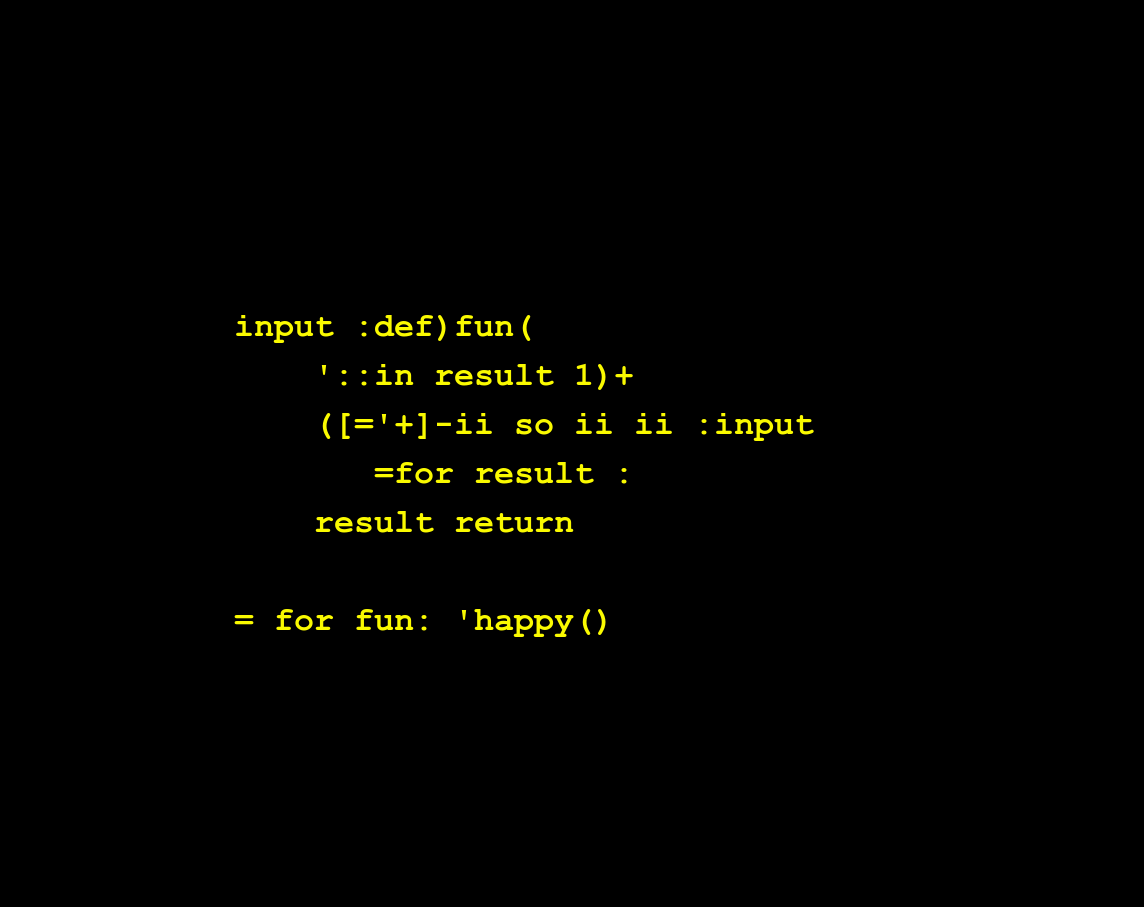 input :def)fun(
    '::in result 1)+
    ([='+]-ii so ii ii :input
       =for result :
    result return

= for fun: 'happy()